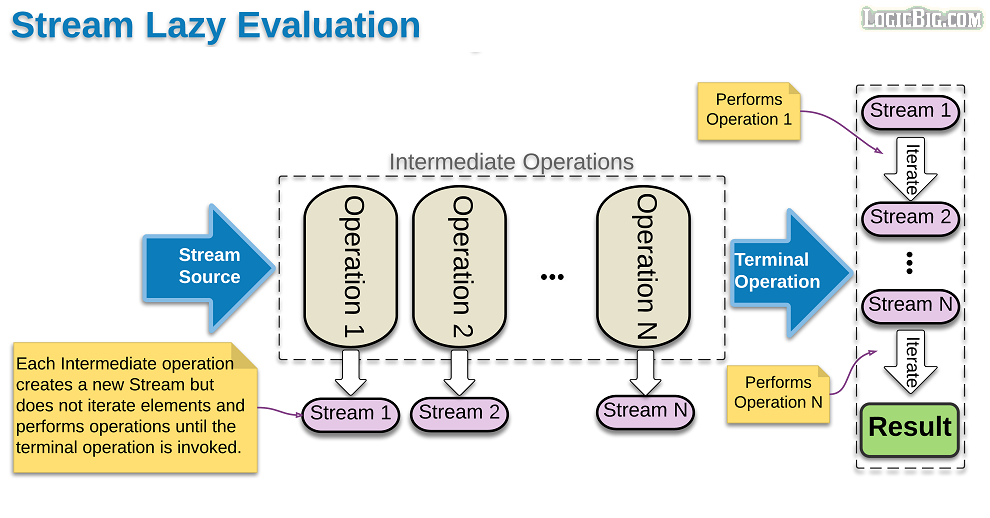 Stream Lazy Evaluation
LogicBig.com
Intermediate Operations
Stream
Source
Operation 1
Operation 2
...
Operation N
Terminal
Operation
Each Intermediate operation
creates a new Stream but
does not iterate elements and
performs operations until the
terminal operation is invoked.
Stream 1
Stream 2
Stream N
Performs
Operation 1
Stream 1
Iterate
Stream 2
...
Stream N
Performs
Operation N
Iterate
Result